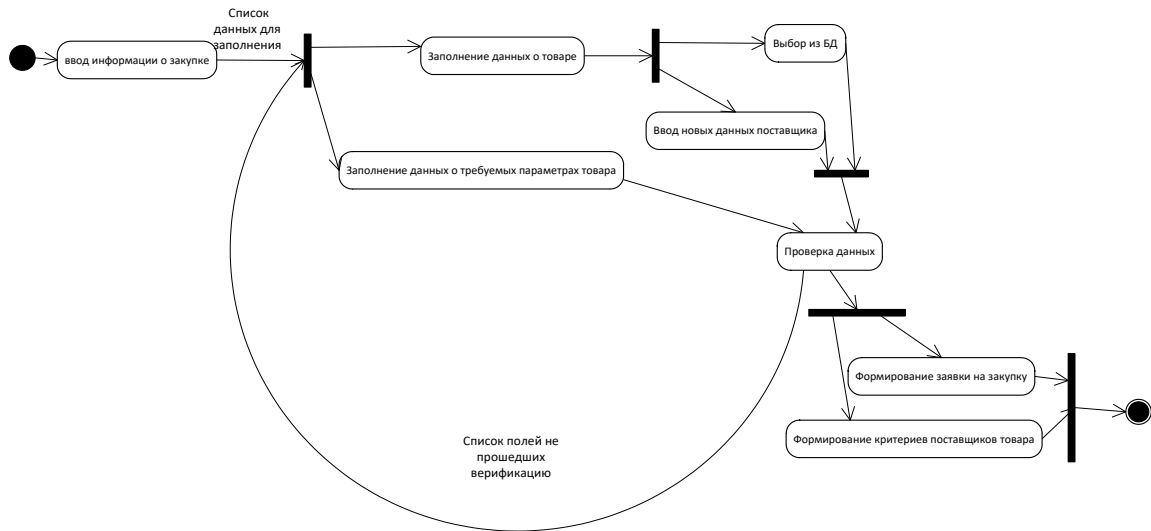 Список
данных для
заполнения
ввод информации о закупке
Заполнение данных о товаре
Выбор из БД
Ввод новых данных поставщика
Заполнение данных о требуемых параметрах товара
Проверка данных
Формирование заявки на закупку
Формирование критериев поставщиков товара
Список полей не
прошедших
верификацию